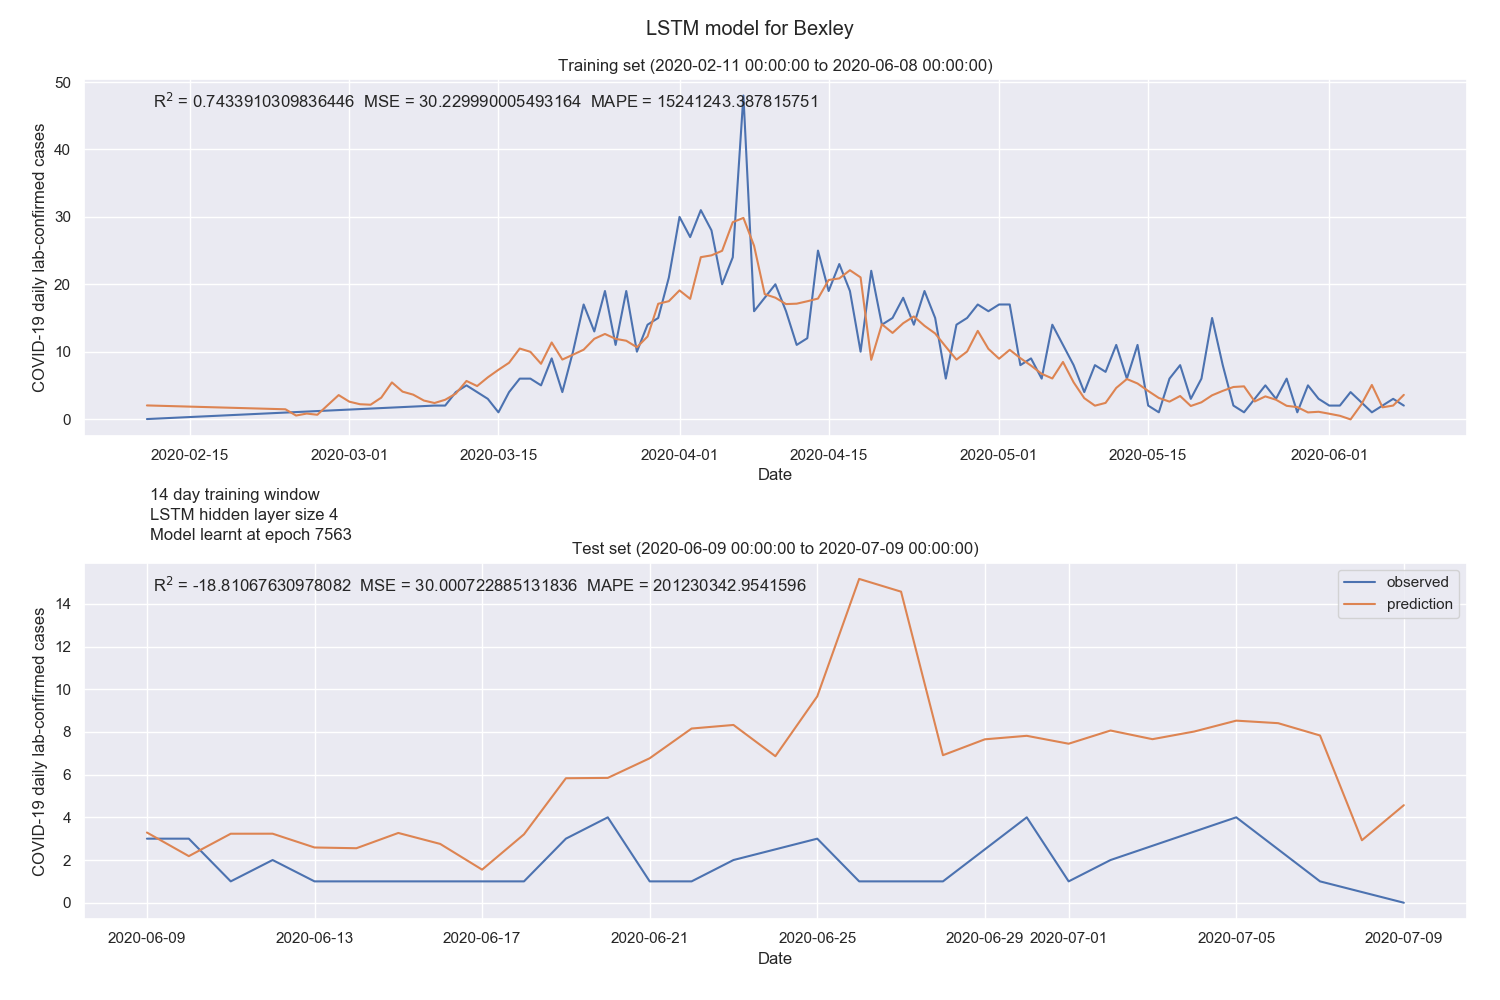 LSTM model for Bexley
Training set (2020-02-11 00:00:00 to 2020-06-08 00:00:00)
R² = 0.7433910309836446 MSE = 30.229990005493164 MAPE = 15241243.387815751
COVID-19 daily lab-confirmed cases
50
40
30
20
10
0
2020-02-15 2020-03-01 2020-03-15 2020-04-01 2020-04-15 2020-05-01 2020-05-15 2020-06-01
Date
14 day training window
LSTM hidden layer size 4
Model learnt at epoch 7563
Test set (2020-06-09 00:00:00 to 2020-07-09 00:00:00)
R² = -18.81067630978082 MSE = 30.000722885131836 MAPE = 201230342.9541596
observed
prediction
COVID-19 daily lab-confirmed cases
14
12
10
8
6
4
2
0
2020-06-09 2020-06-13 2020-06-17 2020-06-21 2020-06-25 2020-06-29 2020-07-01 2020-07-05 2020-07-09
Date